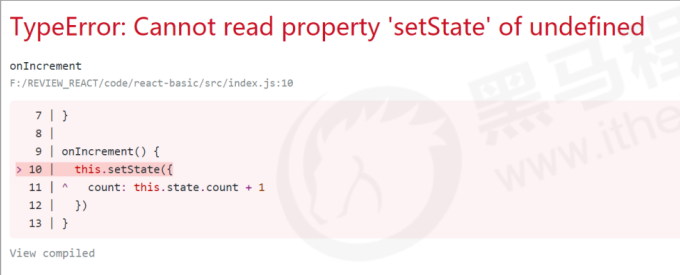 TypeError: Cannot read property 'setState' of undefined
onIncrement
F:/REVIEW_REACT/code/react-basic/src/index.js:10
7 | }
8 |
9 | onIncrement() {
> 10 |   this.setState({
11 | ^   count: this.state.count + 1
12 |   })
13 | }
View compiled
黑马程
www.ithe